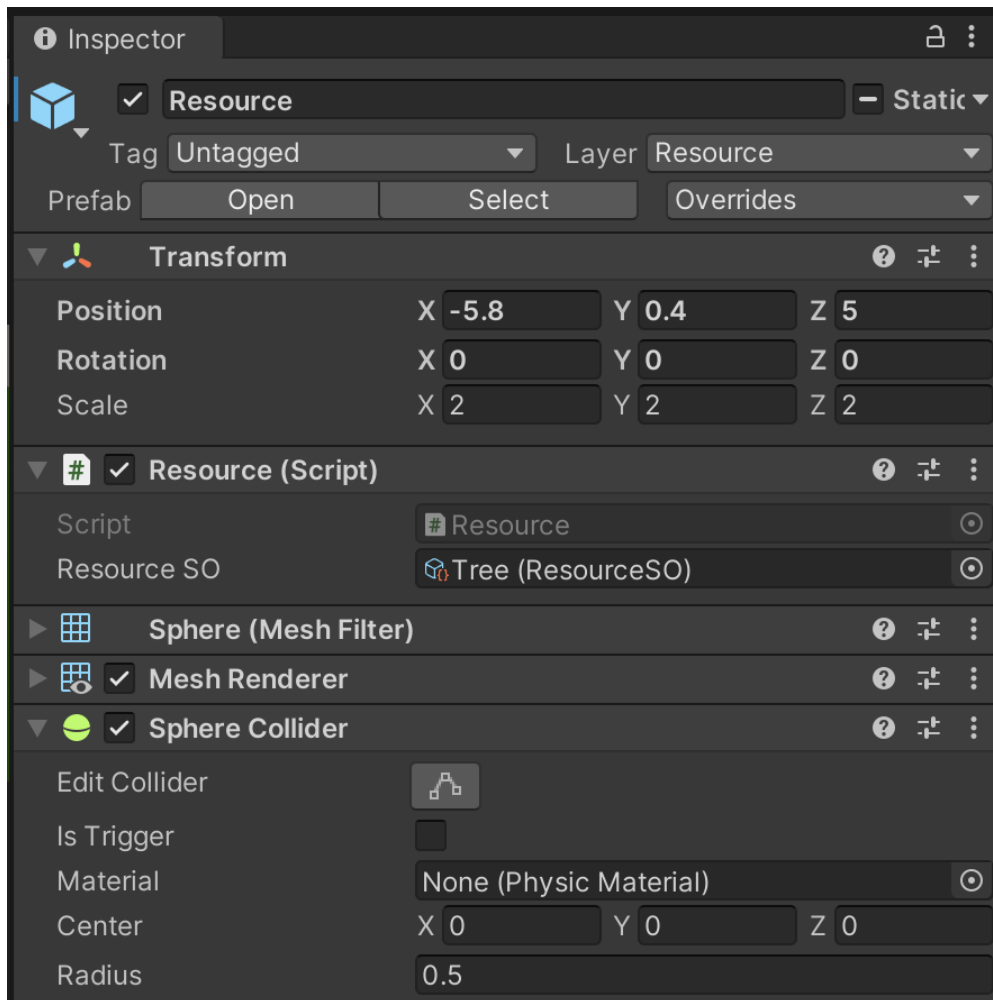 Inspector
Resource
Static
Tag Untagged Layer Resource
Prefab Open Select Overrides
Transform
Position X -5.8 Y 0.4 Z 5
Rotation X 0 Y 0 Z 0
Scale X 2 Y 2 Z 2
# Resource (Script)
Script # Resource
Resource SO Tree (ResourceSO)
Sphere (Mesh Filter)
Mesh Renderer
Sphere Collider
Edit Collider
Is Trigger
Material None (Physic Material)
Center X 0 Y 0 Z 0
Radius 0.5